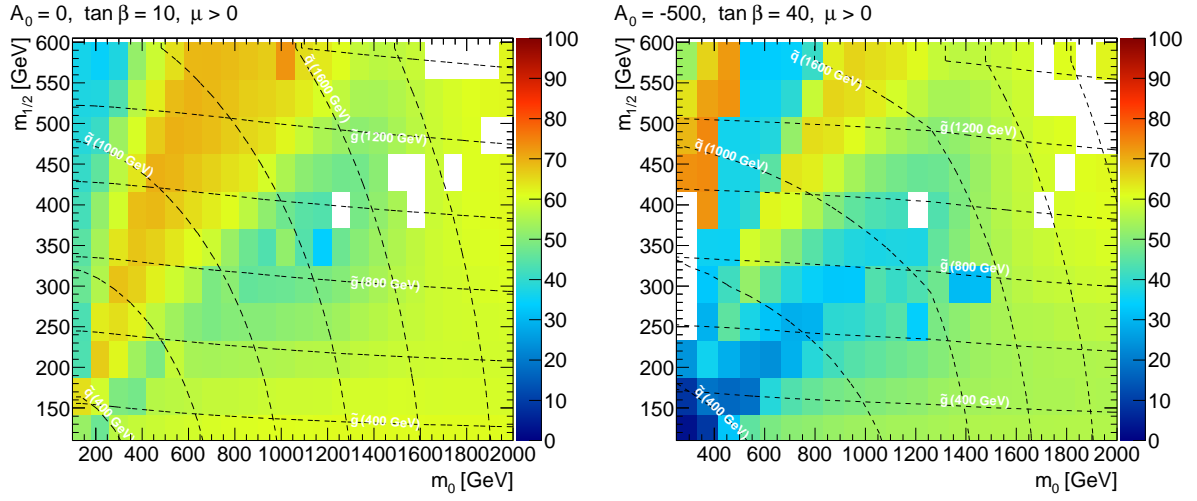 A₀ = 0, tan β = 10, μ > 0
m₁/₂ [GeV]
600
550
500
450
400
350
300
250
200
150
200 400 600 800 1000 1200 1400 1600 1800 2000
m₀ [GeV]
q̃ (1600 GeV)
g̃ (1200 GeV)
q̃ (1000 GeV)
g̃ (800 GeV)
q̃ (400 GeV)
g̃ (400 GeV)
100
90
80
70
60
50
40
30
20
10
0
A₀ = -500, tan β = 40, μ > 0
m₁/₂ [GeV]
600
550
500
450
400
350
300
250
200
150
400 600 800 1000 1200 1400 1600 1800 2000
m₀ [GeV]
q̃ (1600 GeV)
g̃ (1200 GeV)
q̃ (1000 GeV)
g̃ (800 GeV)
g̃ (400 GeV)
q̃ (400 GeV)
100
90
80
70
60
50
40
30
20
10
0